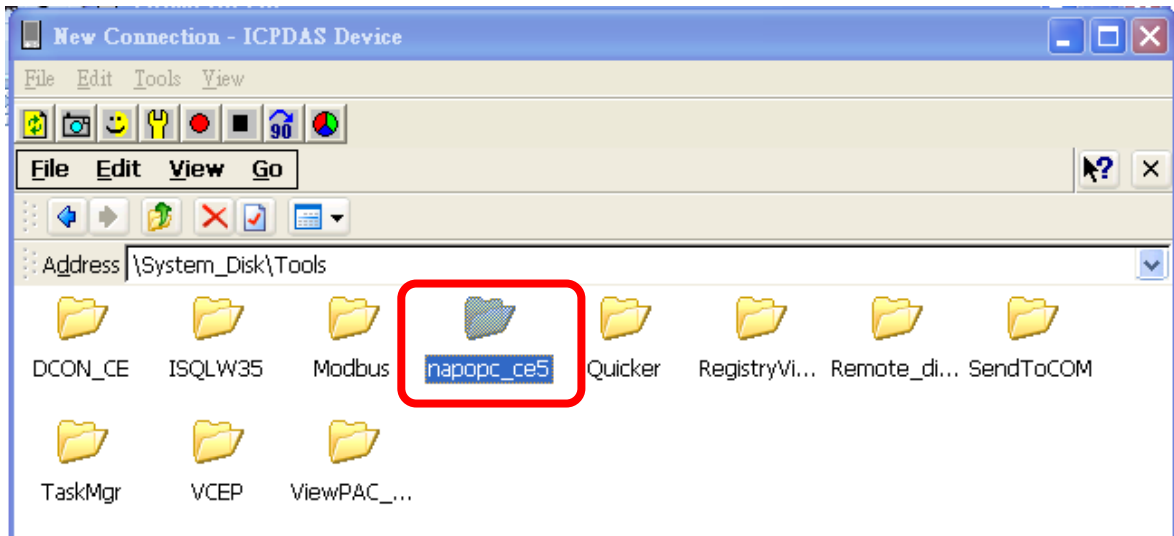 New Connection - ICPDAS Device
File Edit Tools View
90
File Edit View Go
?
Address \System_Disk\Tools
DCON_CE ISQLW35 Modbus napopc_ce5 Quicker RegistryVi... Remote_di... SendToCOM
TaskMgr VCEP ViewPAC_...